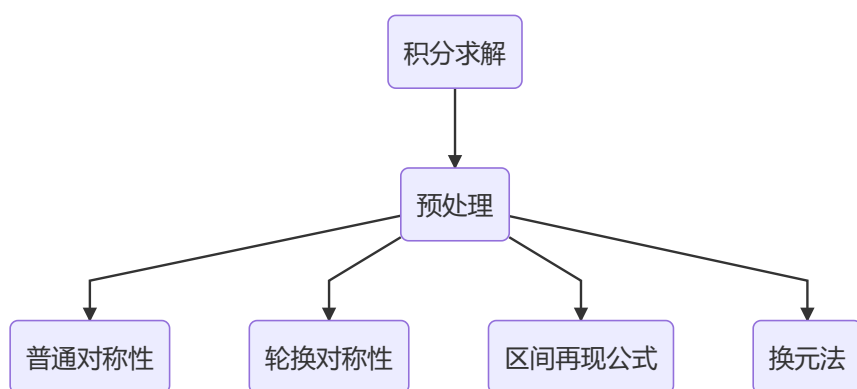 积分求解
预处理
普通对称性
轮换对称性
区间再现公式
换元法